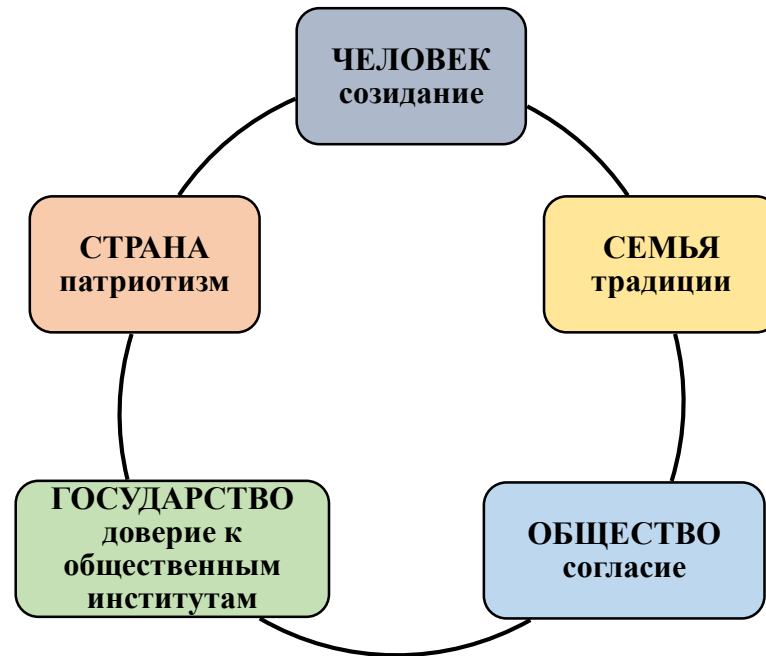 ЧЕЛОВЕК
созидание
СТРАНА
патриотизм
СЕМЬЯ
традиции
ГОСУДАРСТВО
доверие к
общественным
институтам
ОБЩЕСТВО
согласие